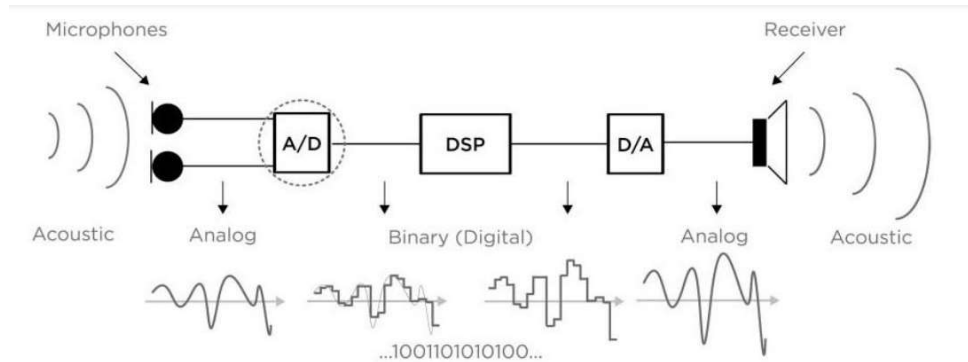 Microphones
Receiver
A/D
DSP
D/A
Acoustic
Analog
Binary (Digital)
Analog
Acoustic
...1001101010100...